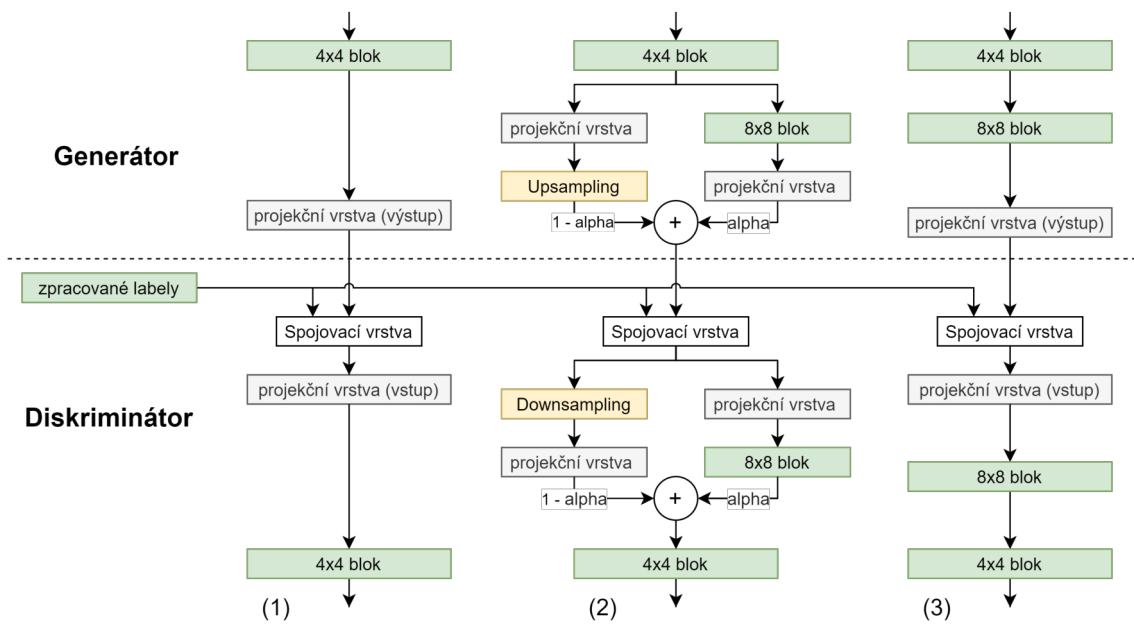 4x4 blok
4x4 blok
4x4 blok
projekční vrstva
8x8 blok
8x8 blok
Generátor
Upsampling
projekční vrstva
projekční vrstva (výstup)
1 - alpha
+
alpha
projekční vrstva (výstup)
zpracované labely
Spojovací vrstva
Spojovací vrstva
Spojovací vrstva
projekční vrstva (vstup)
Downsampling
projekční vrstva
projekční vrstva (vstup)
Diskriminátor
projekční vrstva
8x8 blok
8x8 blok
1 - alpha
+
alpha
4x4 blok
4x4 blok
4x4 blok
(1)
(2)
(3)